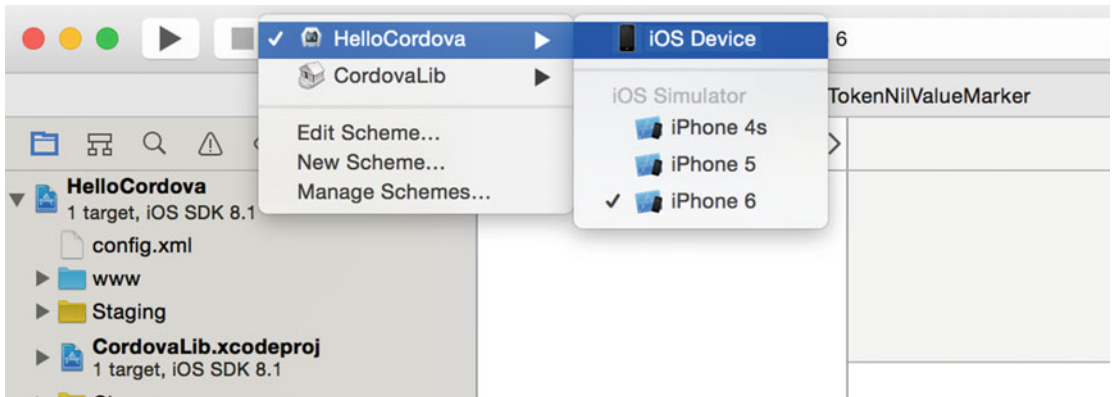 HelloCordova
CordovaLib
Edit Scheme...
New Scheme...
Manage Schemes...
iOS Device
iOS Simulator
iPhone 4s
iPhone 5
iPhone 6
6
TokenNilValueMarker
HelloCordova
1 target, iOS SDK 8.1
config.xml
www
Staging
CordovaLib.xcodeproj
1 target, iOS SDK 8.1